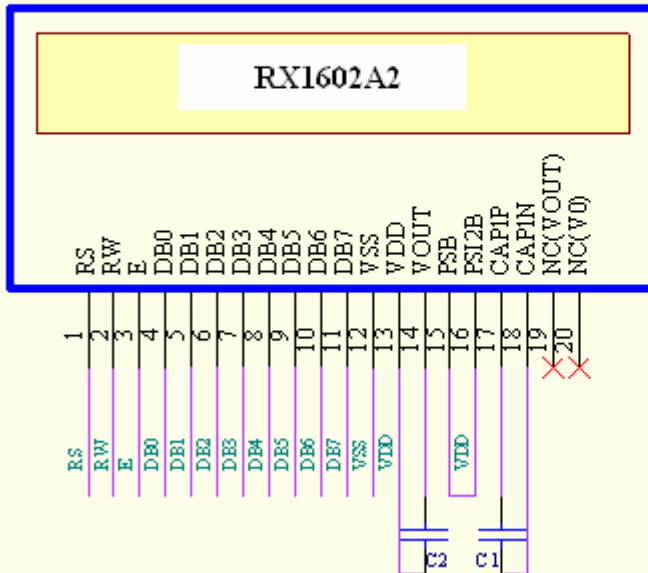 RX1602A2
RS RW E DB0 DB1 DB2 DB3 DB4 DB5 DB6 DB7 VSS VDD VOUT PSB PSI2B CAP1P CAP1N NC(VOUT) NC(V0)
1 2 3 4 5 6 7 8 9 10 11 12 13 14 15 16 17 18 19 20
RS RW E DB0 DB1 DB2 DB3 DB4 DB5 DB6 DB7 VSS VDD VDD
C2 C1